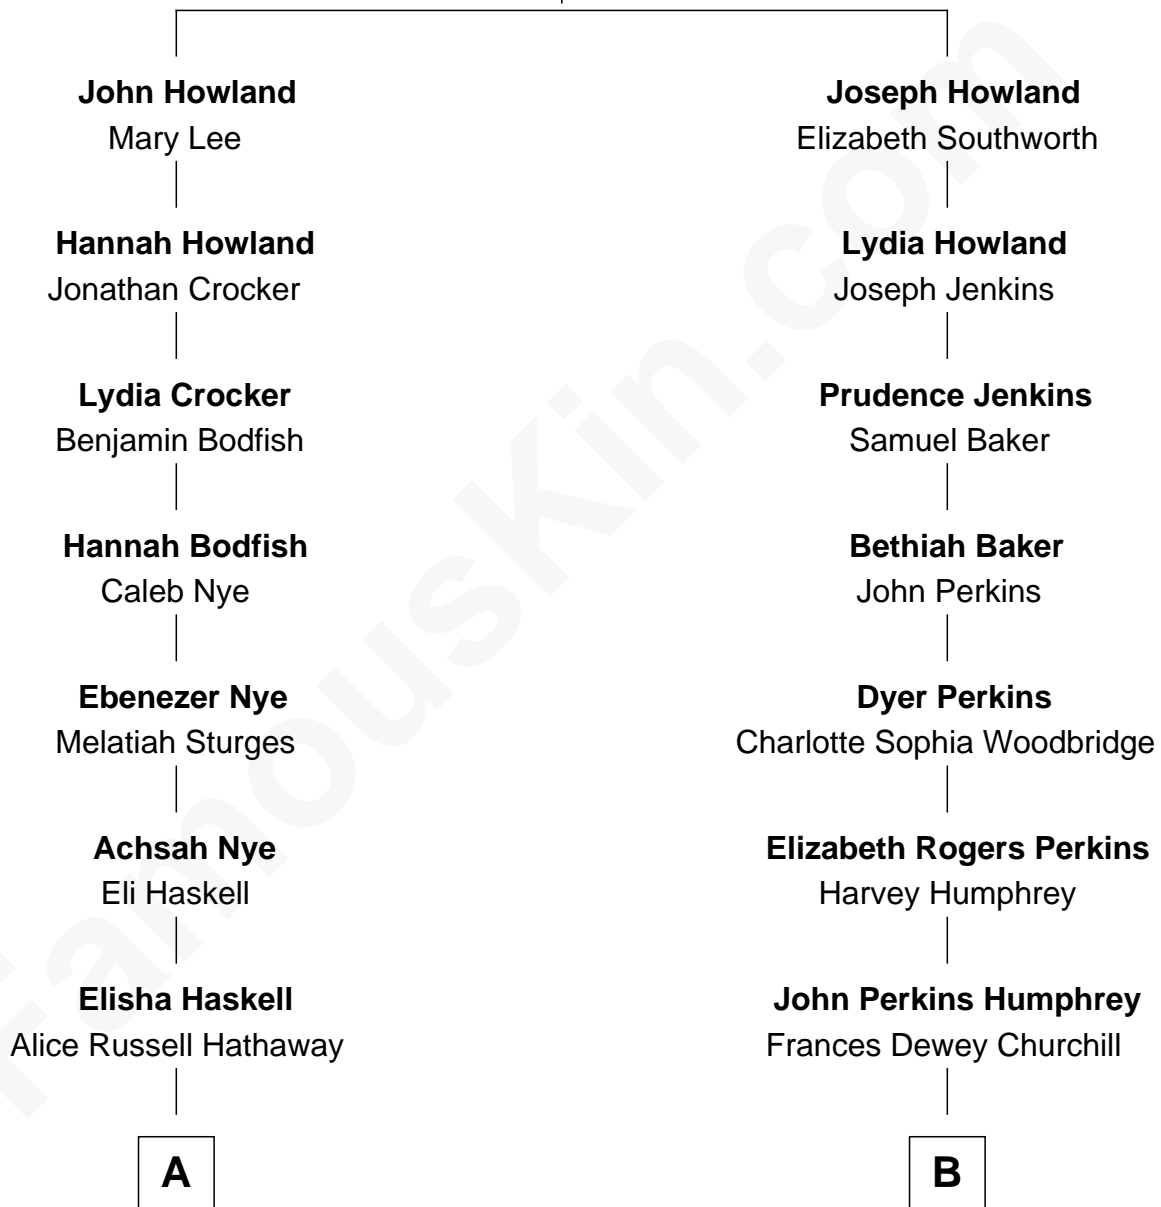 John Howland
Mary Lee
Hannah Howland
Jonathan Crocker
Lydia Crocker
Benjamin Bodfish
Hannah Bodfish
Caleb Nye
Ebenezer Nye
Melatiah Sturges
Achsah Nye
Eli Haskell
Elisha Haskell
Alice Russell Hathaway
A
Joseph Howland
Elizabeth Southworth
Lydia Howland
Joseph Jenkins
Prudence Jenkins
Samuel Baker
Bethiah Baker
John Perkins
Dyer Perkins
Charlotte Sophia Woodbridge
Elizabeth Rogers Perkins
Harvey Humphrey
John Perkins Humphrey
Frances Dewey Churchill
B
FamousKin.com